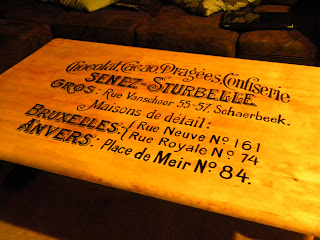 Chocolat, Cacao, Dragées, Confiserie
SENEZ-STURBELLE
GROS: Rue Vanschoor 55-57, Schaerbeek.
Maisons de détail:
BRUXELLES: { Rue Neuve No 161
Rue Royale No 74
ANVERS: Place de Meir No 84.